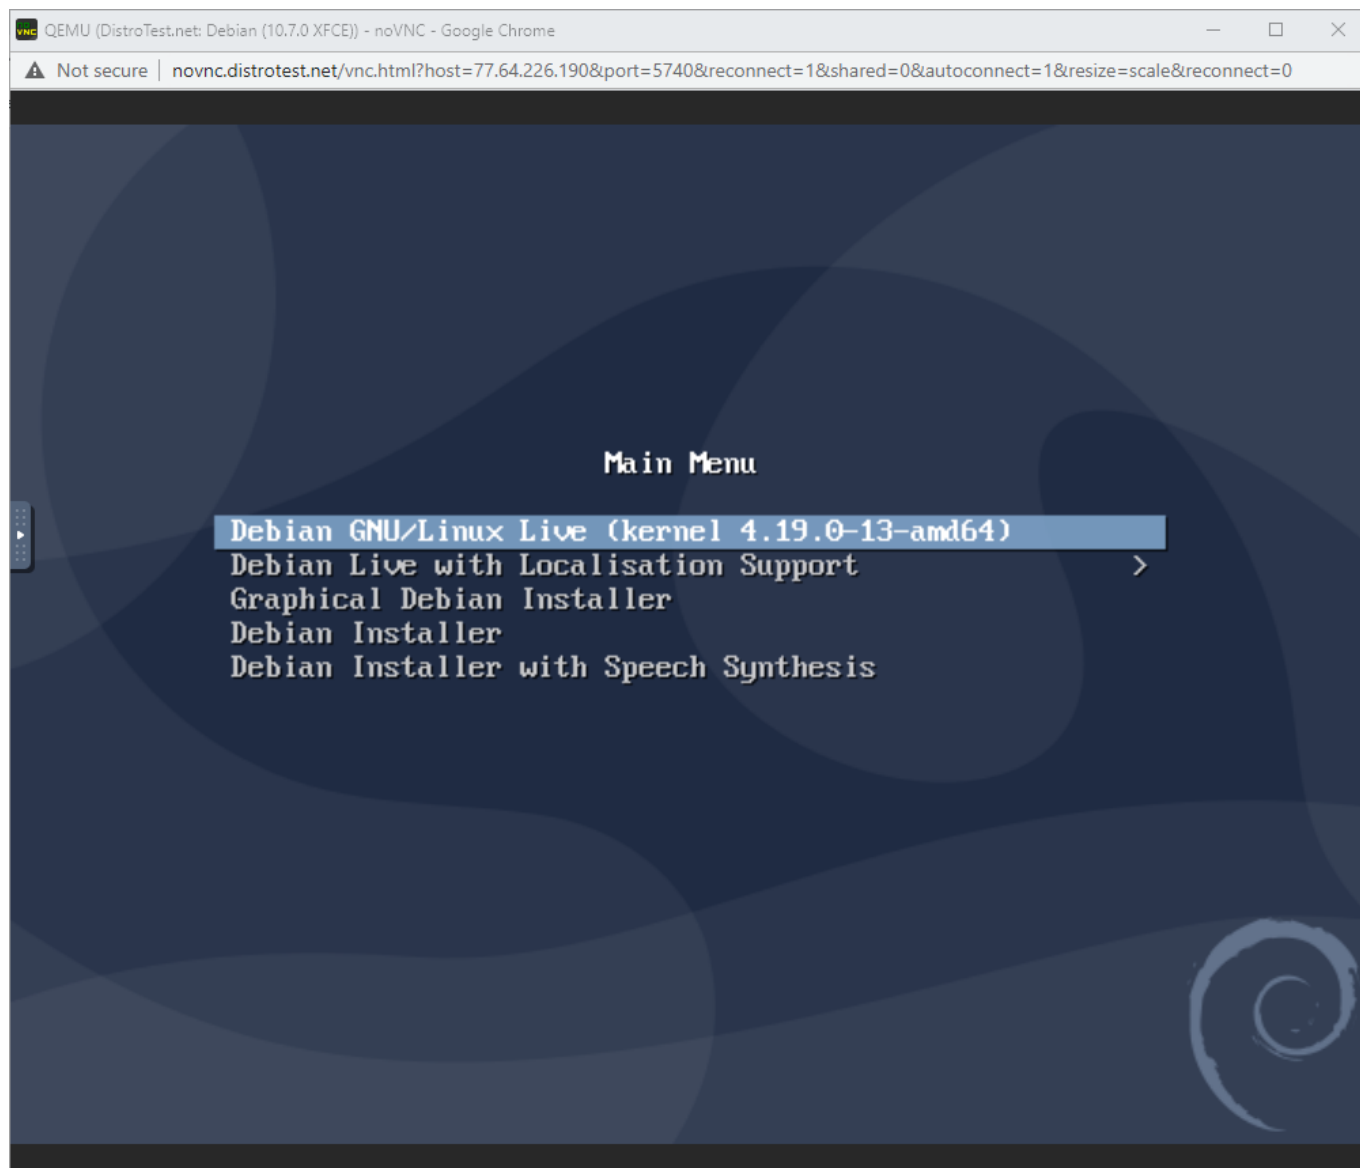 QEMU (DistroTest.net: Debian (10.7.0 XFCE)) - noVNC - Google Chrome
Not secure | novnc.distrotest.net/vnc.html?host=77.64.226.190&port=5740&reconnect=1&shared=0&autoconnect=1&resize=scale&reconnect=0
Main Menu
Debian GNU/Linux Live (kernel 4.19.0-13-amd64)
Debian Live with Localisation Support >
Graphical Debian Installer
Debian Installer
Debian Installer with Speech Synthesis